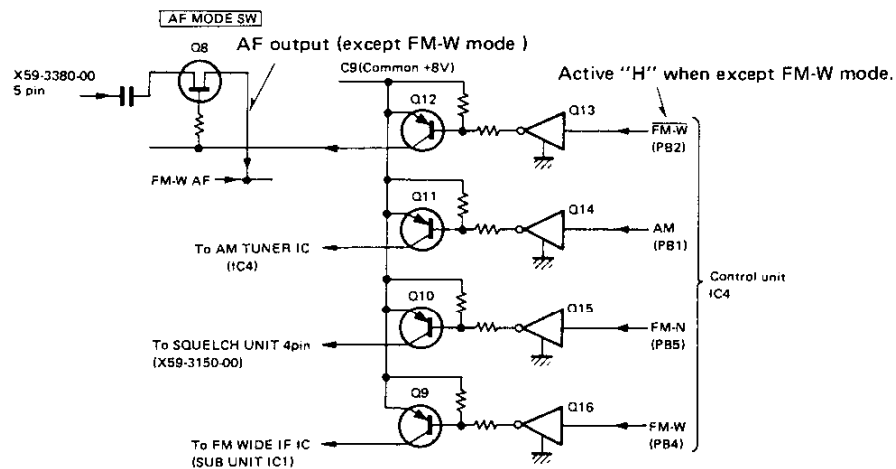 AF MODE SW
Q8
AF output (except FM-W mode )
X59-3380-00
5 pin
C9(Common +8V)
Active “H” when except FM-W mode.
Q12
Q13
FM-W
(PB2)
FM-W AF
Q11
Q14
AM
(PB1)
To AM TUNER IC
(IC4)
Control unit
IC4
Q10
Q15
FM-N
(PB5)
To SQUELCH UNIT 4pin
(X59-3150-00)
Q9
Q16
FM-W
(PB4)
To FM WIDE IF IC
(SUB UNIT IC1)